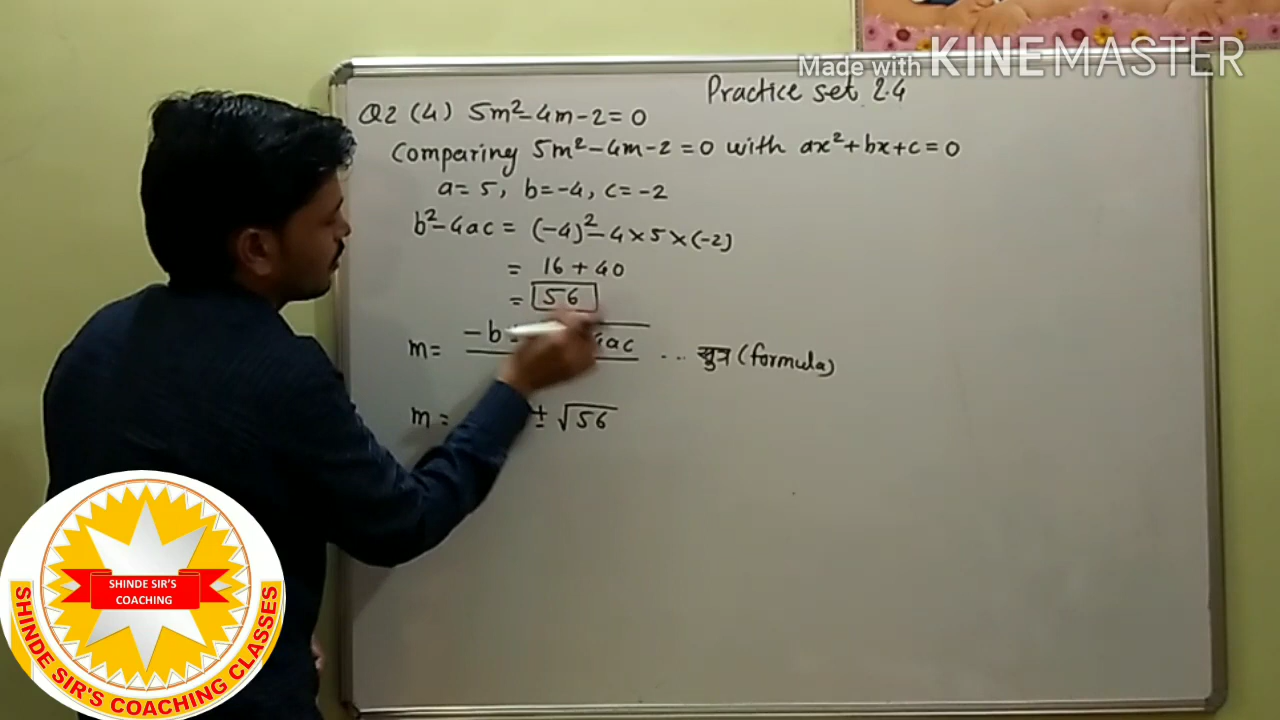 Made with KINEMASTER
Practice set 2.4
Q2 (4) 5m²-4m-2=0
Comparing 5m²-4m-2=0 with ax²+bx+c=0
a=5, b=-4, c=-2
b²-4ac = (-4)²-4×5×(-2)
= 16+40
= 56
m= -b 4ac ... सूत्र (formula)
m= ± √56
SHINDE SIR'S
COACHING
SHINDE SIR'S COACHING CLASSES